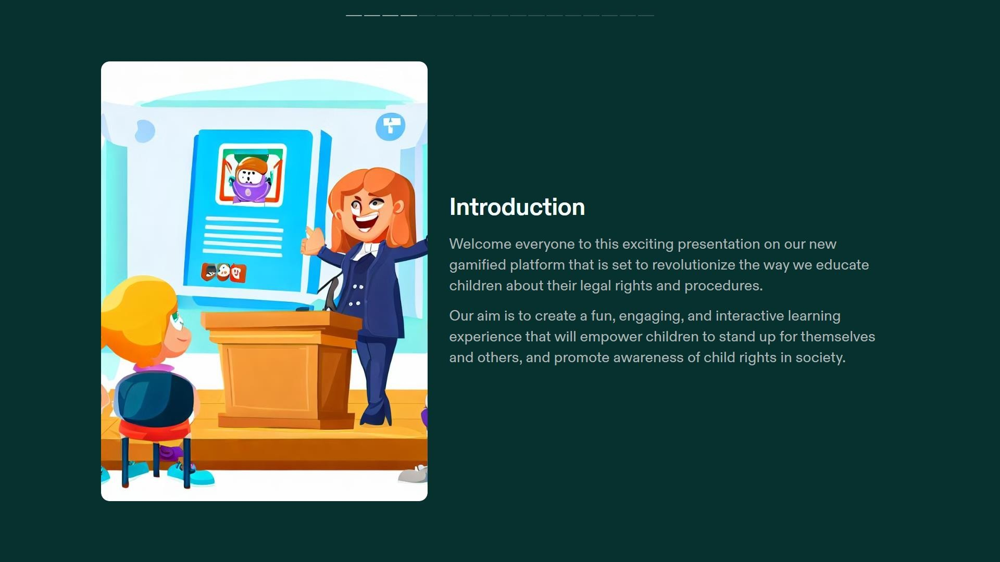 Introduction
Welcome everyone to this exciting presentation on our new
gamified platform that is set to revolutionize the way we educate
children about their legal rights and procedures.
Our aim is to create a fun, engaging, and interactive learning
experience that will empower children to stand up for themselves
and others, and promote awareness of child rights in society.